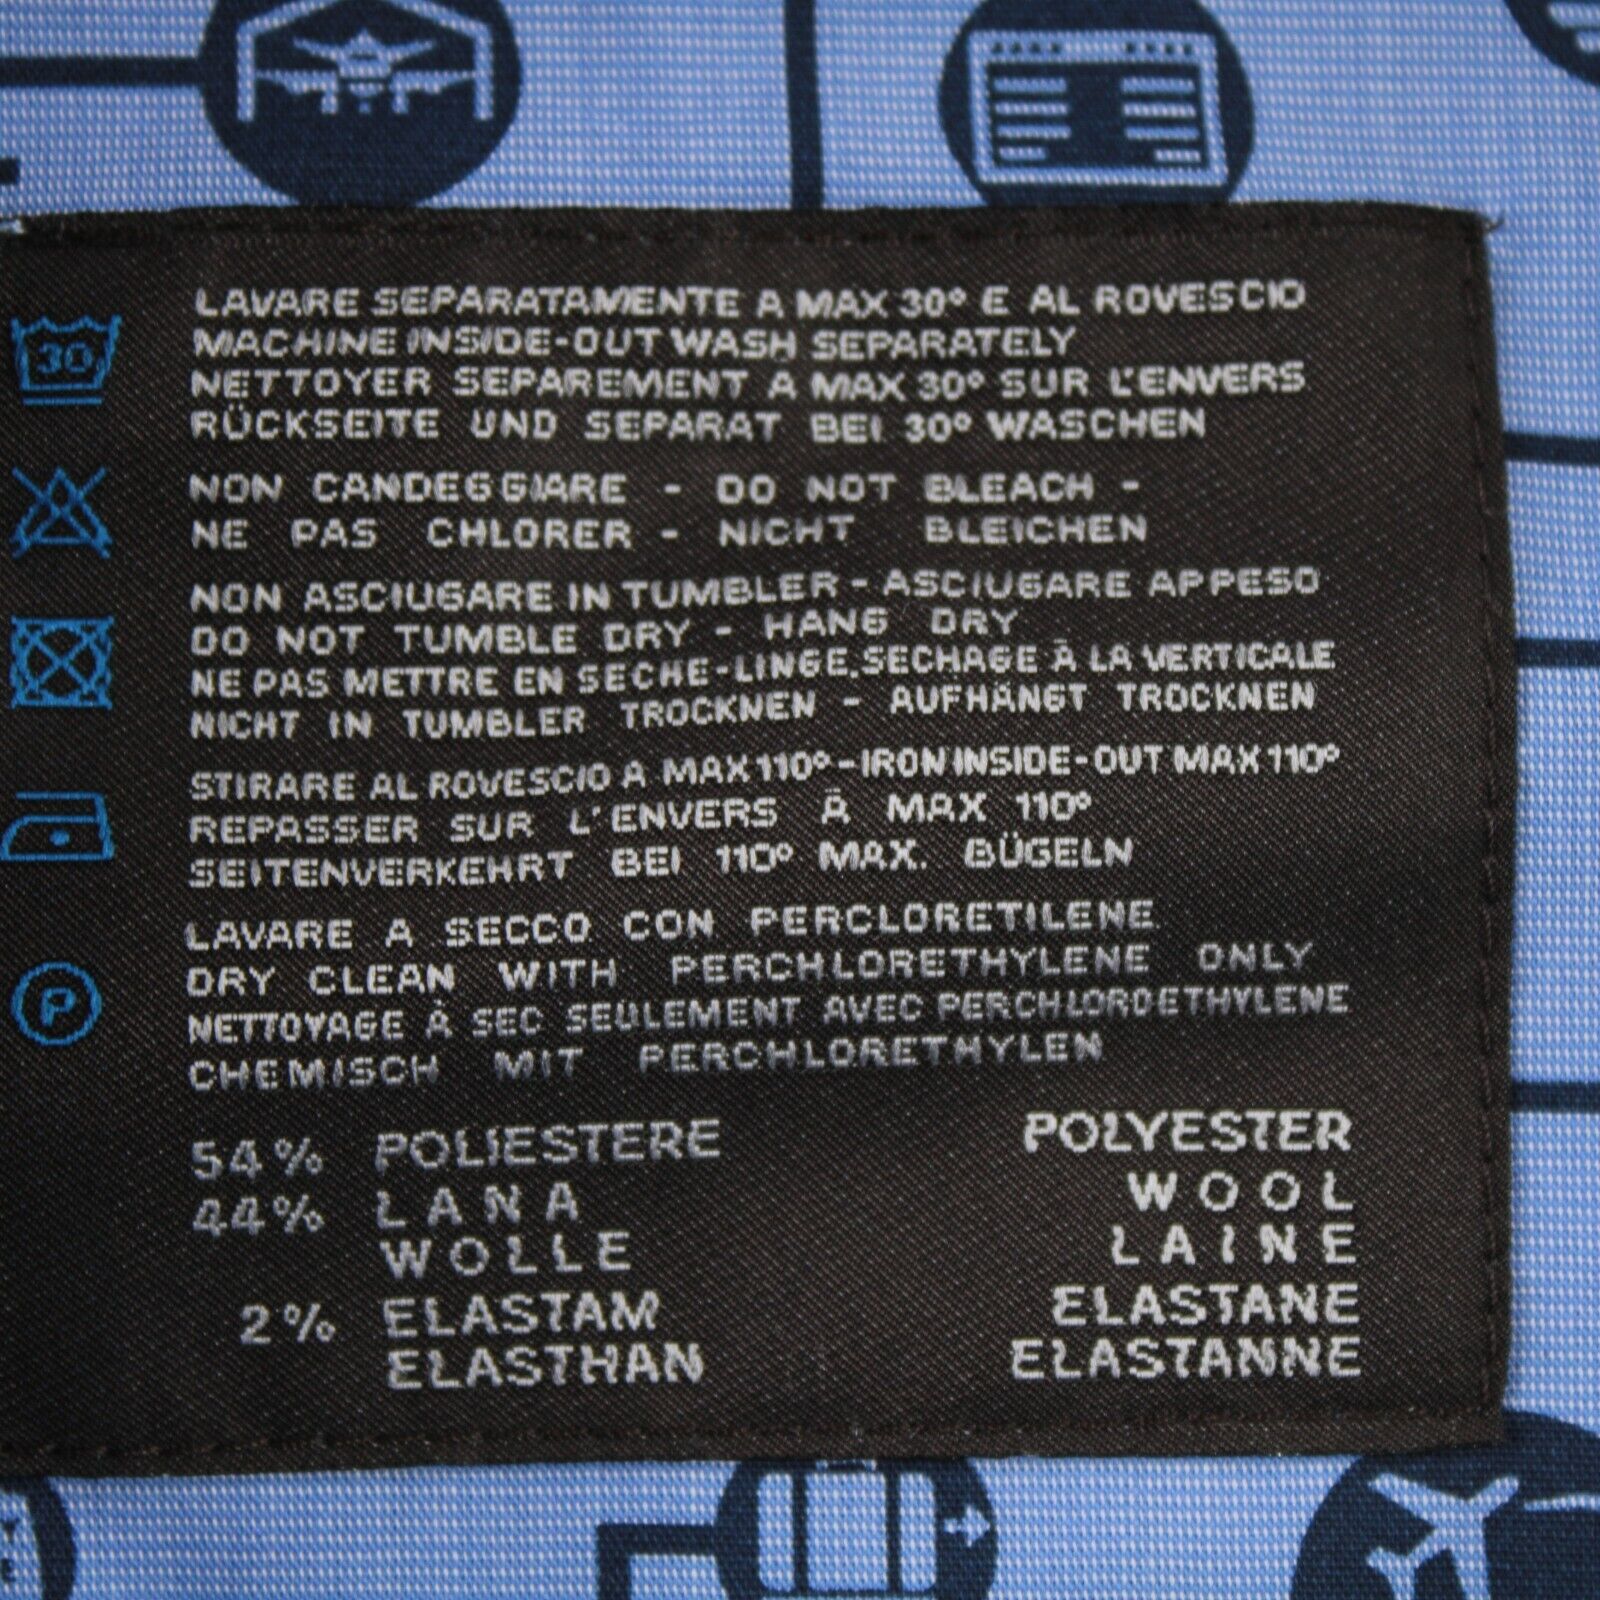 LAVARE SEPARATAMENTE A MAX 30° E AL ROVESCIO
30
MACHINE INSIDE-OUT WASH SEPARATELY
NETTOYER SEPAREMENT A MAX 30° SUR L'ENVERS
RÜCKSEITE UND SEPARAT BEI 30° WASCHEN
NON CANDEGGIARE - DO NOT BLEACH -
NE PAS CHLORER - NICHT BLEICHEN
NON ASCIUGARE IN TUMBLER - ASCIUGARE APPESO
DO NOT TUMBLE DRY - HANG DRY
NE PAS METTRE EN SECHE-LINGE.SECHAGE À LA VERTICALE
NICHT IN TUMBLER TROCKNEN - AUFHÄNGT TROCKNEN
STIRARE AL ROVESCIO A MAX 110° - IRON INSIDE-OUT MAX 110°
REPASSER SUR L'ENVERS À MAX 110°
SEITENVERKEHRT BEI 110° MAX. BÜGELN
LAVARE A SECCO CON PERCLORETILENE
DRY CLEAN WITH PERCHLORETHYLENE ONLY
P
NETTOYAGE À SEC SEULEMENT AVEC PERCHLOROETHYLENE
CHEMISCH MIT PERCHLORETHYLEN
54% POLIESTERE POLYESTER
44% LANA WOOL
WOLLE LAINE
2% ELASTAM ELASTANE
ELASTHAN ELASTANNE